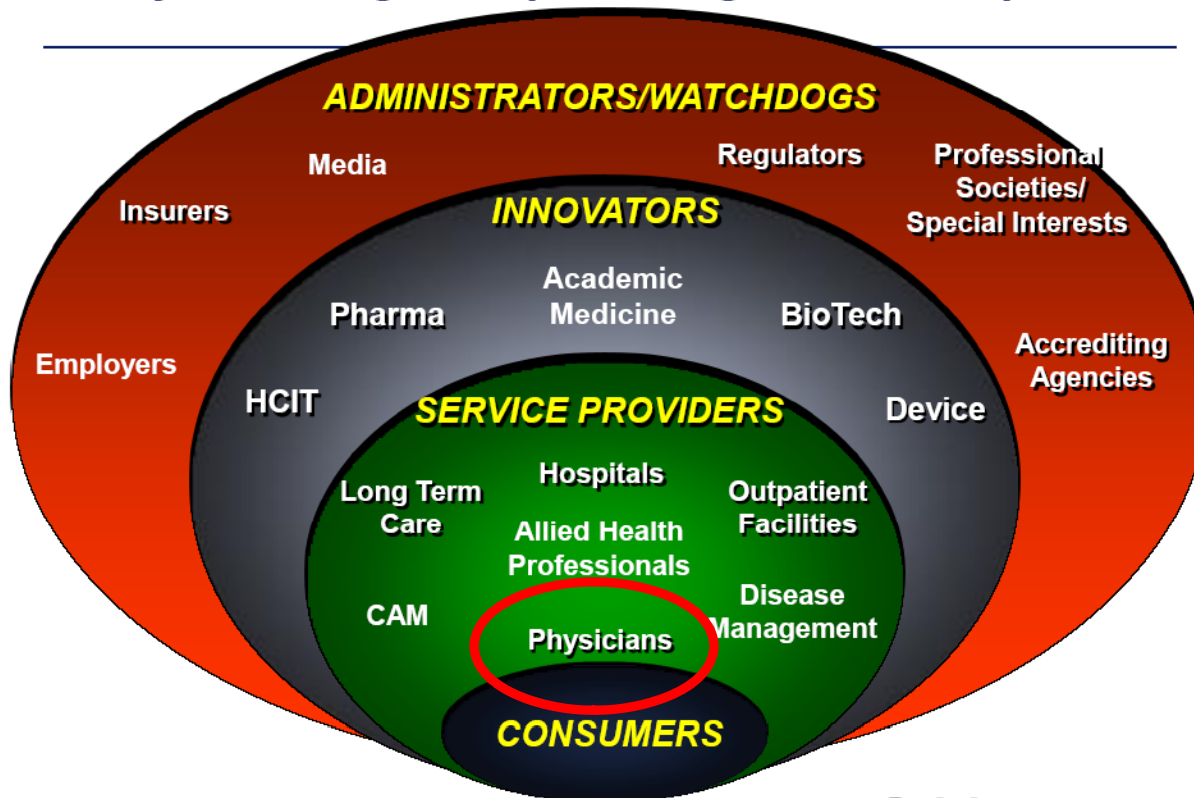 ADMINISTRATORS/WATCHDOGS
Media
Regulators
Professional
Societies/
Special Interests
Insurers
INNOVATORS
Academic
Medicine
Pharma
BioTech
Employers
Accrediting
Agencies
HCIT
Device
SERVICE PROVIDERS
Hospitals
Long Term
Care
Outpatient
Facilities
Allied Health
Professionals
CAM
Disease
Management
Physicians
CONSUMERS